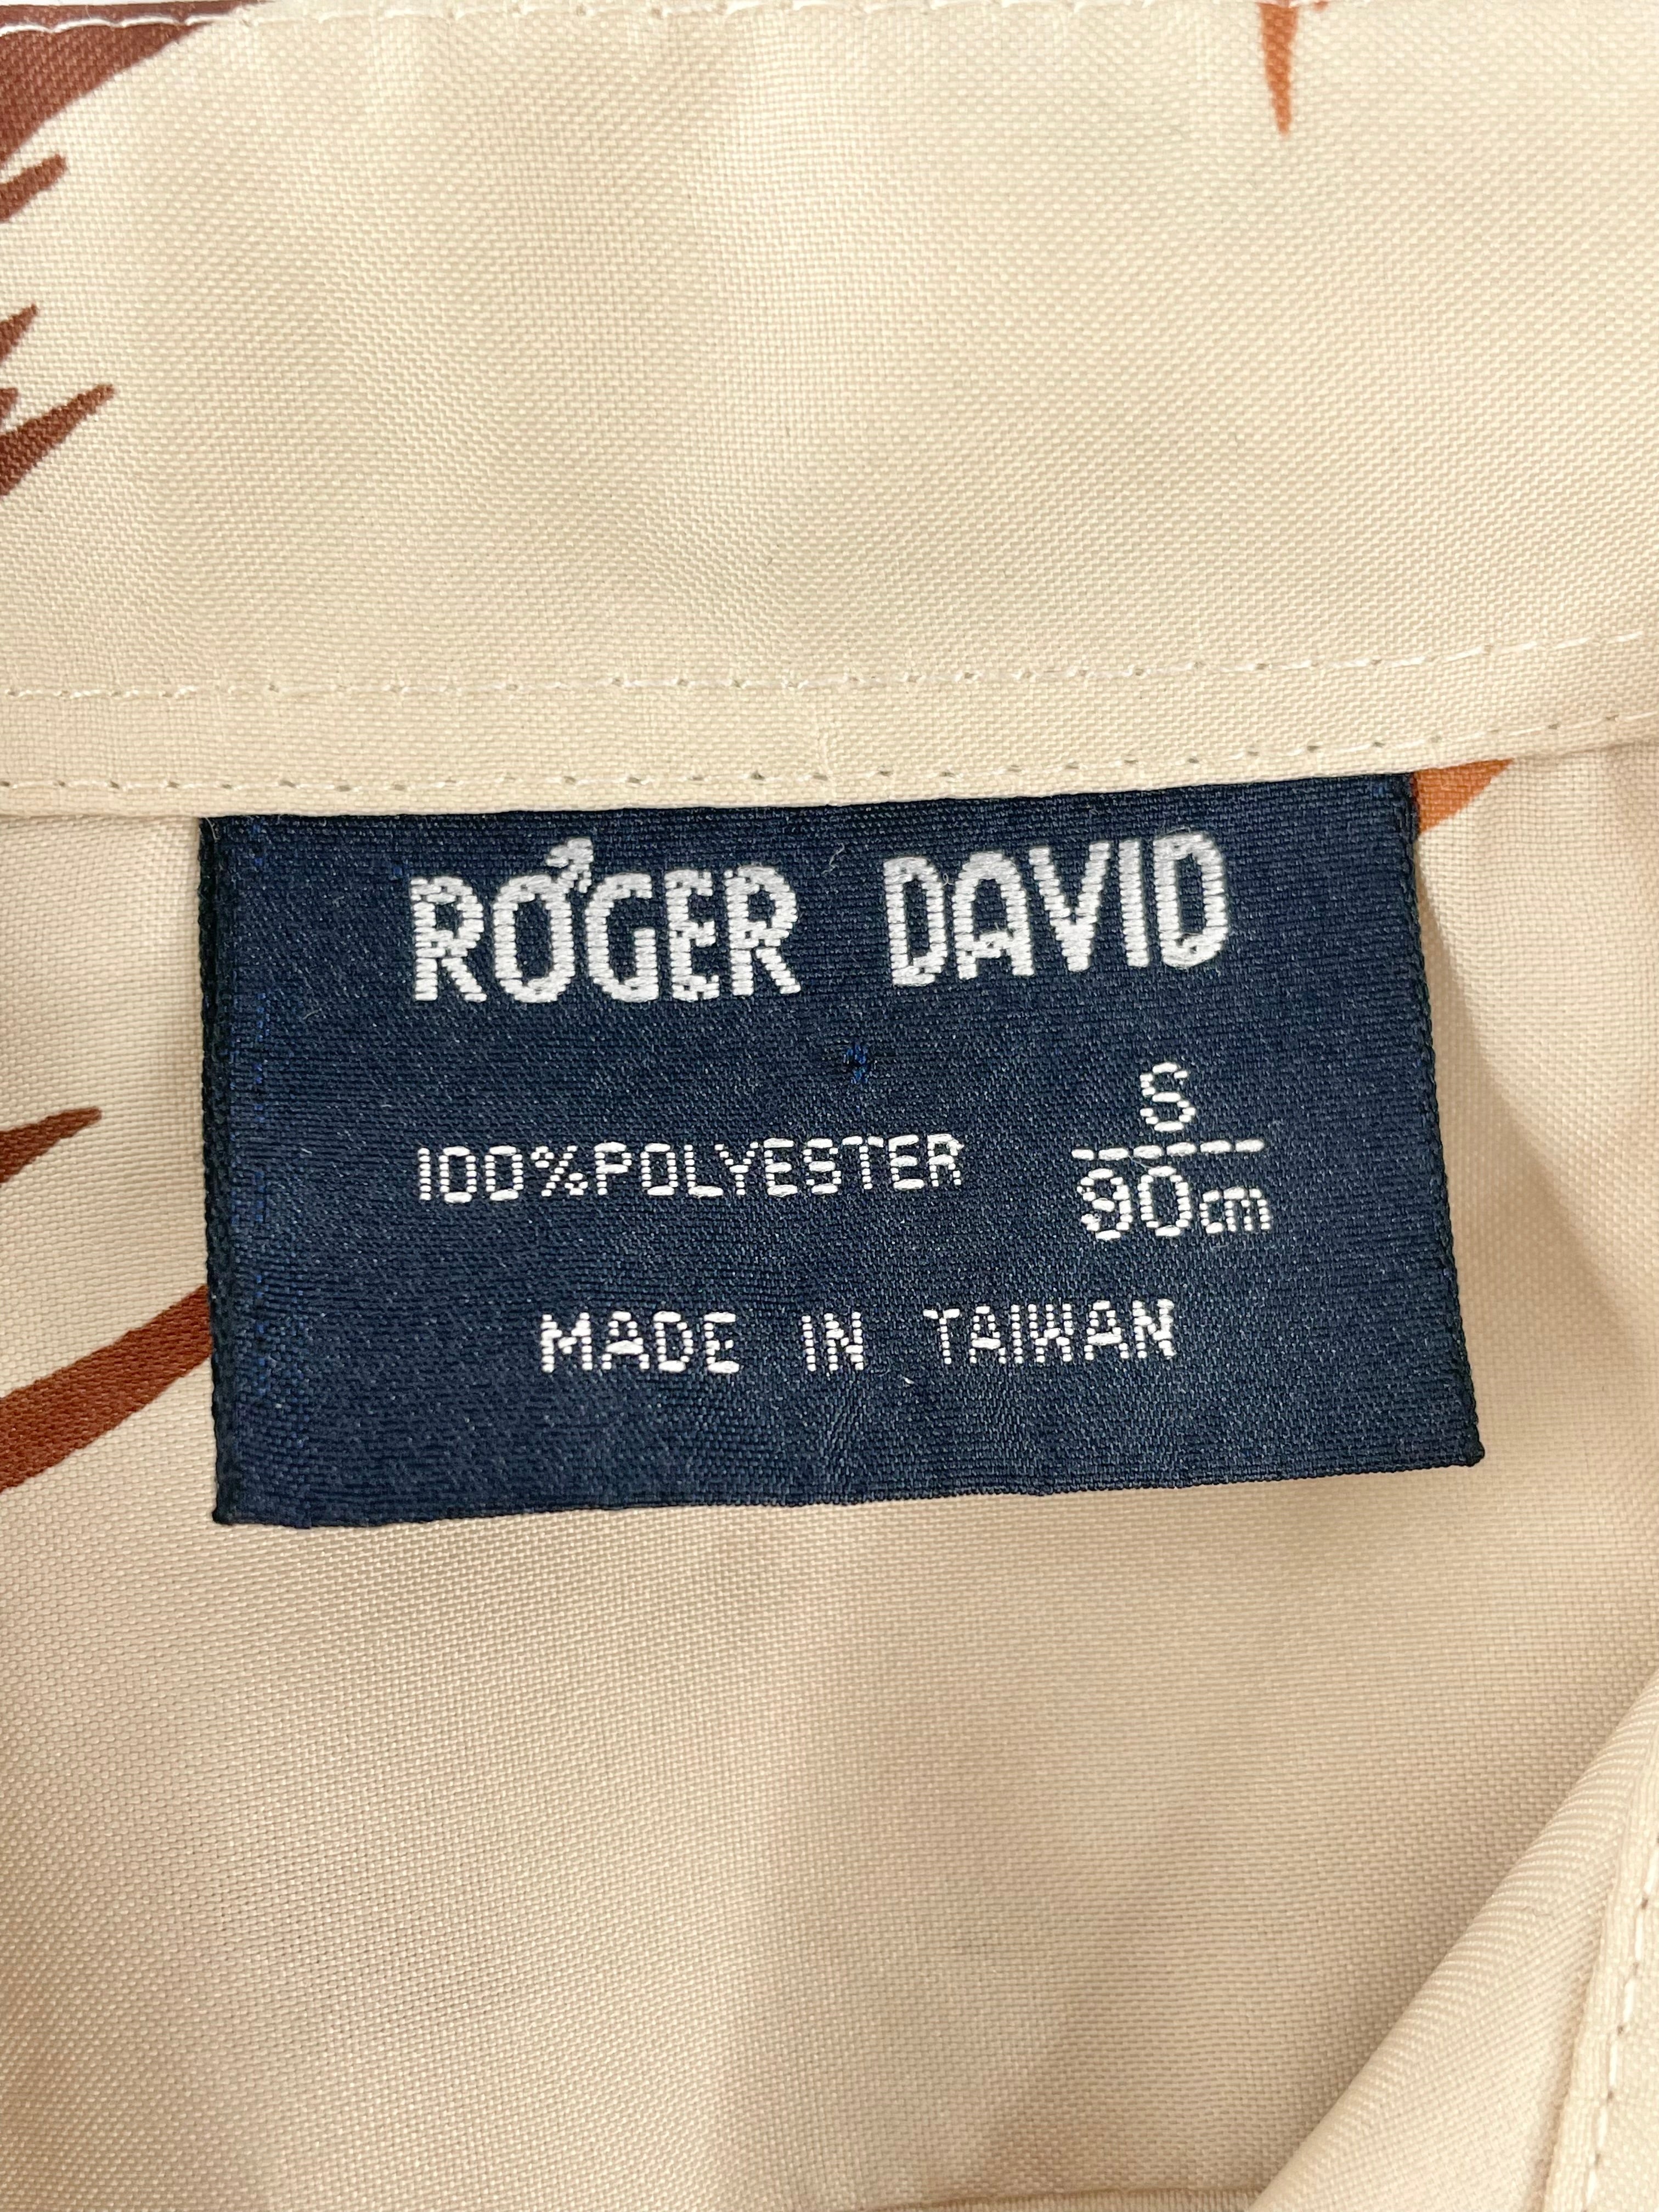 ROGER DAVID
S
100%POLYESTER
90cm
MADE IN TAIWAN